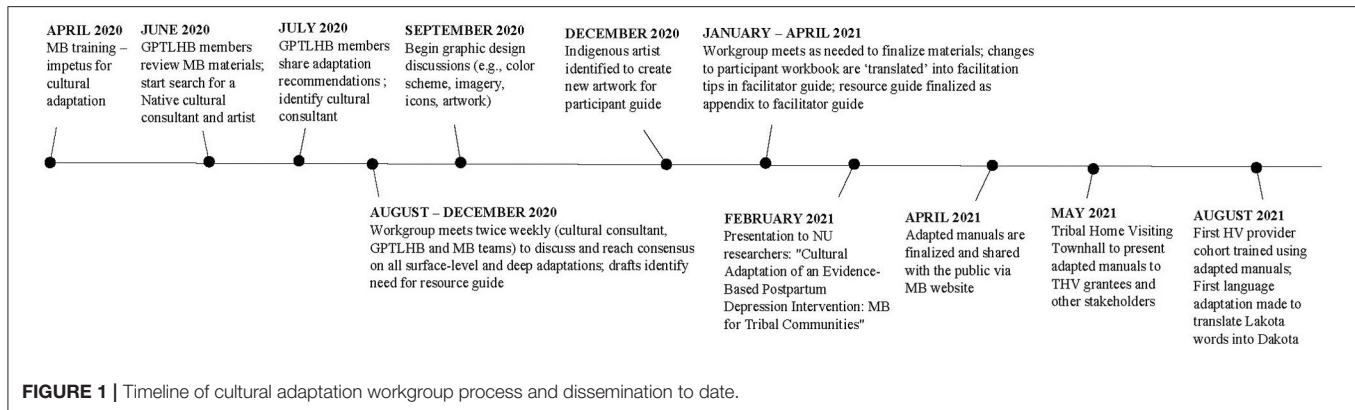 APRIL 2020
MB training –
impetus for
cultural
adaptation
JUNE 2020
GPTLHB members
review MB materials;
start search for a
Native cultural
consultant and artist
JULY 2020
GPTLHB members
share adaptation
recommendations ;
identify cultural
consultant
AUGUST – DECEMBER 2020
Workgroup meets twice weekly (cultural consultant,
GPTLHB and MB teams) to discuss and reach consensus
on all surface-level and deep adaptations; drafts identify
need for resource guide
SEPTEMBER 2020
Begin graphic design
discussions (e.g., color
scheme, imagery,
icons, artwork)
DECEMBER 2020
Indigenous artist
identified to create
new artwork for
participant guide
JANUARY – APRIL 2021
Workgroup meets as needed to finalize materials; changes
to participant workbook are ‘translated’ into facilitation
tips in facilitator guide; resource guide finalized as
appendix to facilitator guide
FEBRUARY 2021
Presentation to NU
researchers: "Cultural
Adaptation of an Evidence-
Based Postpartum
Depression Intervention: MB
for Tribal Communities"
APRIL 2021
Adapted manuals are
finalized and shared
with the public via
MB website
MAY 2021
Tribal Home Visiting
Townhall to present
adapted manuals to
THV grantees and
other stakeholders
AUGUST 2021
First HV provider
cohort trained using
adapted manuals;
First language
adaptation made to
translate Lakota
words into Dakota
FIGURE 1 | Timeline of cultural adaptation workgroup process and dissemination to date.